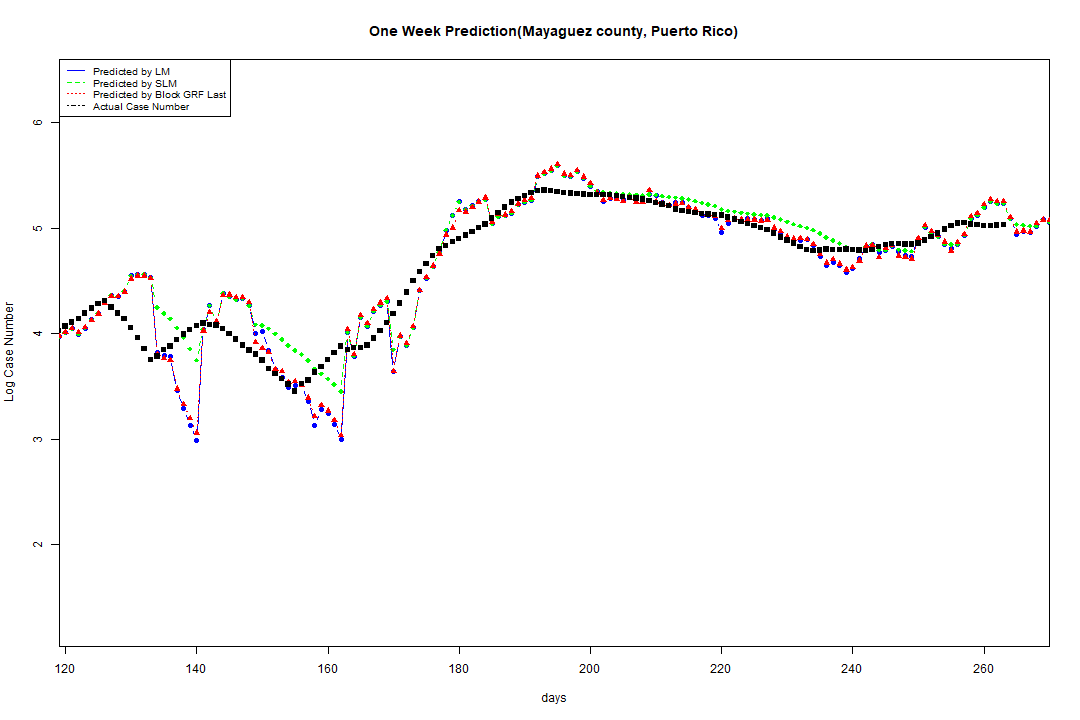 One Week Prediction(Mayaguez county, Puerto Rico)
Predicted by LM
Predicted by SLM
Predicted by Block GRF Last
Actual Case Number
6
5
4
3
2
Log Case Number
120 140 160 180 200 220 240 260
days